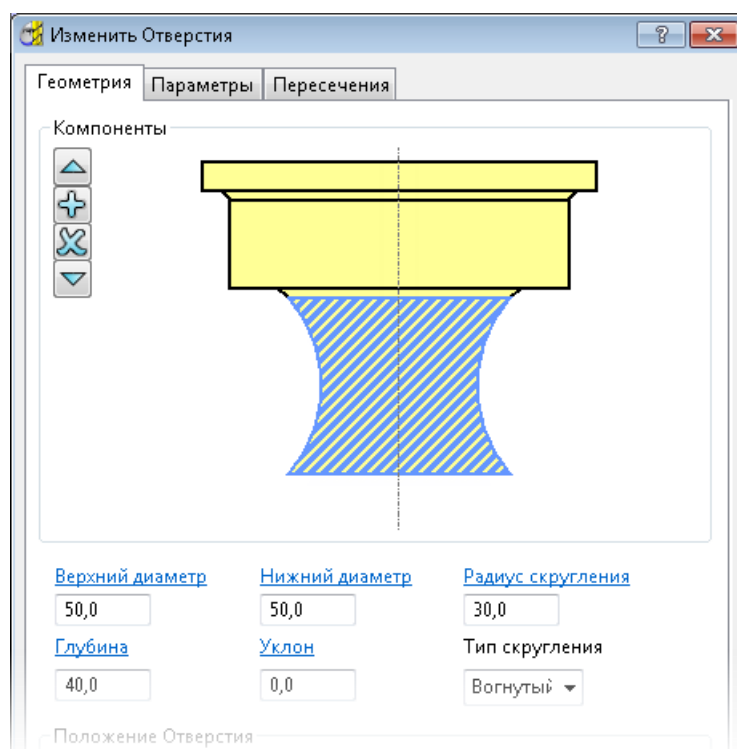 Изменить Отверстия
Геометрия Параметры Пересечения
Компоненты
Верхний диаметр Нижний диаметр Радиус скругления
50,0 50,0 30,0
Глубина Уклон Тип скругления
40,0 0,0 Вогнутый
Положение Отверстия